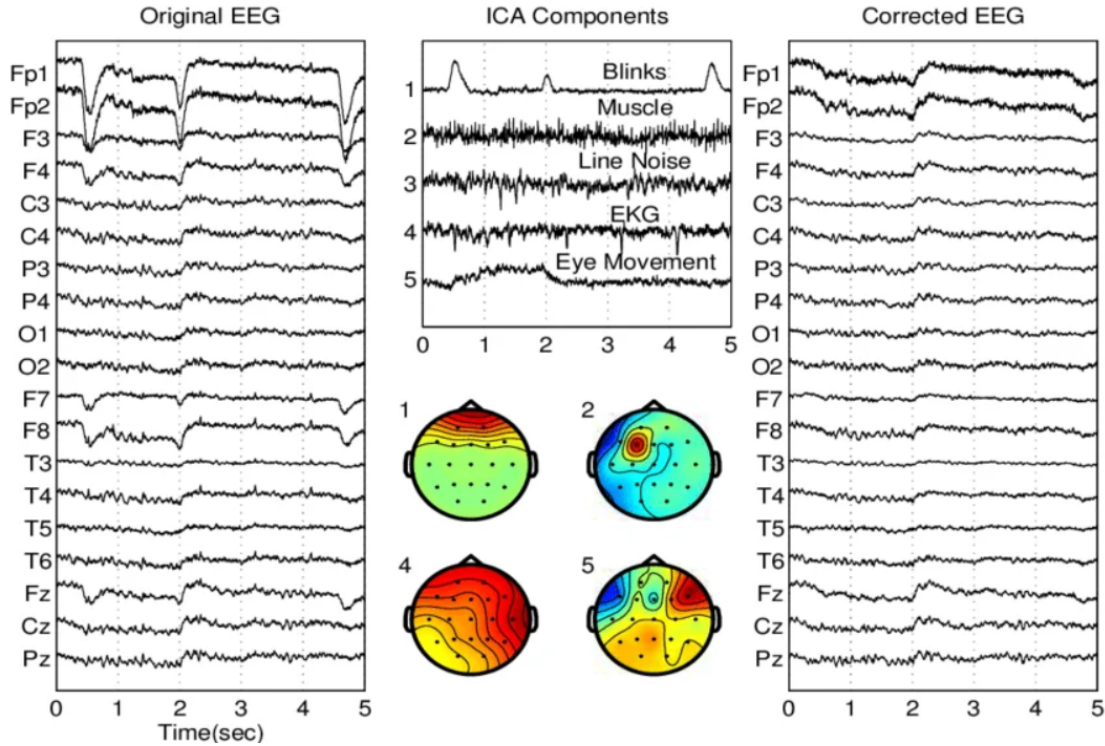 Original EEG
Fp1
Fp2
F3
F4
C3
C4
P3
P4
O1
O2
F7
F8
T3
T4
T5
T6
Fz
Cz
Pz
0 1 2 3 4 5
Time(sec)
ICA Components
1 Blinks
Muscle
2
Line Noise
3
EKG
4
Eye Movement
5
0 1 2 3 4 5
1 2
4 5
Corrected EEG
Fp1
Fp2
F3
F4
C3
C4
P3
P4
O1
O2
F7
F8
T3
T4
T5
T6
Fz
Cz
Pz
0 1 2 3 4 5